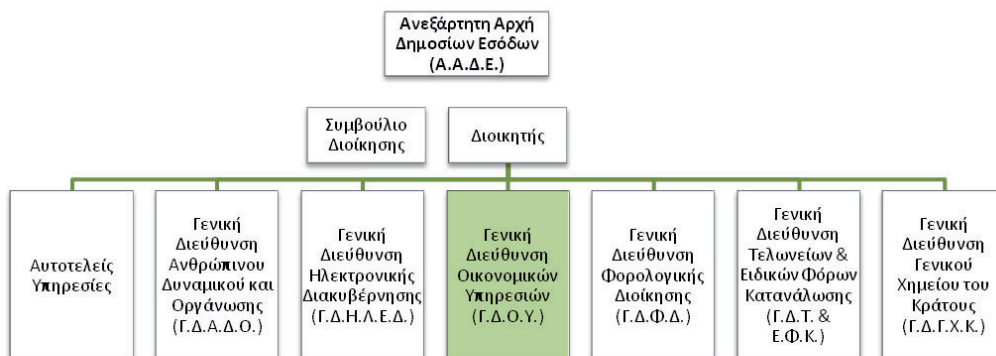 Ανεξάρτητη Αρχή
Δημοσίων Εσόδων
(Α.Α.Δ.Ε.)
Συμβούλιο
Διοίκησης
Διοικητής
Αυτοτελείς
Υπηρεσίες
Γενική
Διεύθυνση
Ανθρώπινου
Δυναμικού και
Οργάνωσης
(Γ.Δ.Α.Δ.Ο.)
Γενική
Διεύθυνση
Ηλεκτρονικής
Διακυβέρνησης
(Γ.Δ.Η.Λ.Ε.Δ.)
Γενική
Διεύθυνση
Οικονομικών
Υπηρεσιών
(Γ.Δ.Ο.Υ.)
Γενική
Διεύθυνση
Φορολογικής
Διοίκησης
(Γ.Δ.Φ.Δ.)
Γενική
Διεύθυνση
Τελωνείων &
Ειδικών Φόρων
Κατανάλωσης
(Γ.Δ.Τ. &
Ε.Φ.Κ.)
Γενική
Διεύθυνση
Γενικού
Χημείου του
Κράτους
(Γ.Δ.Γ.Χ.Κ.)